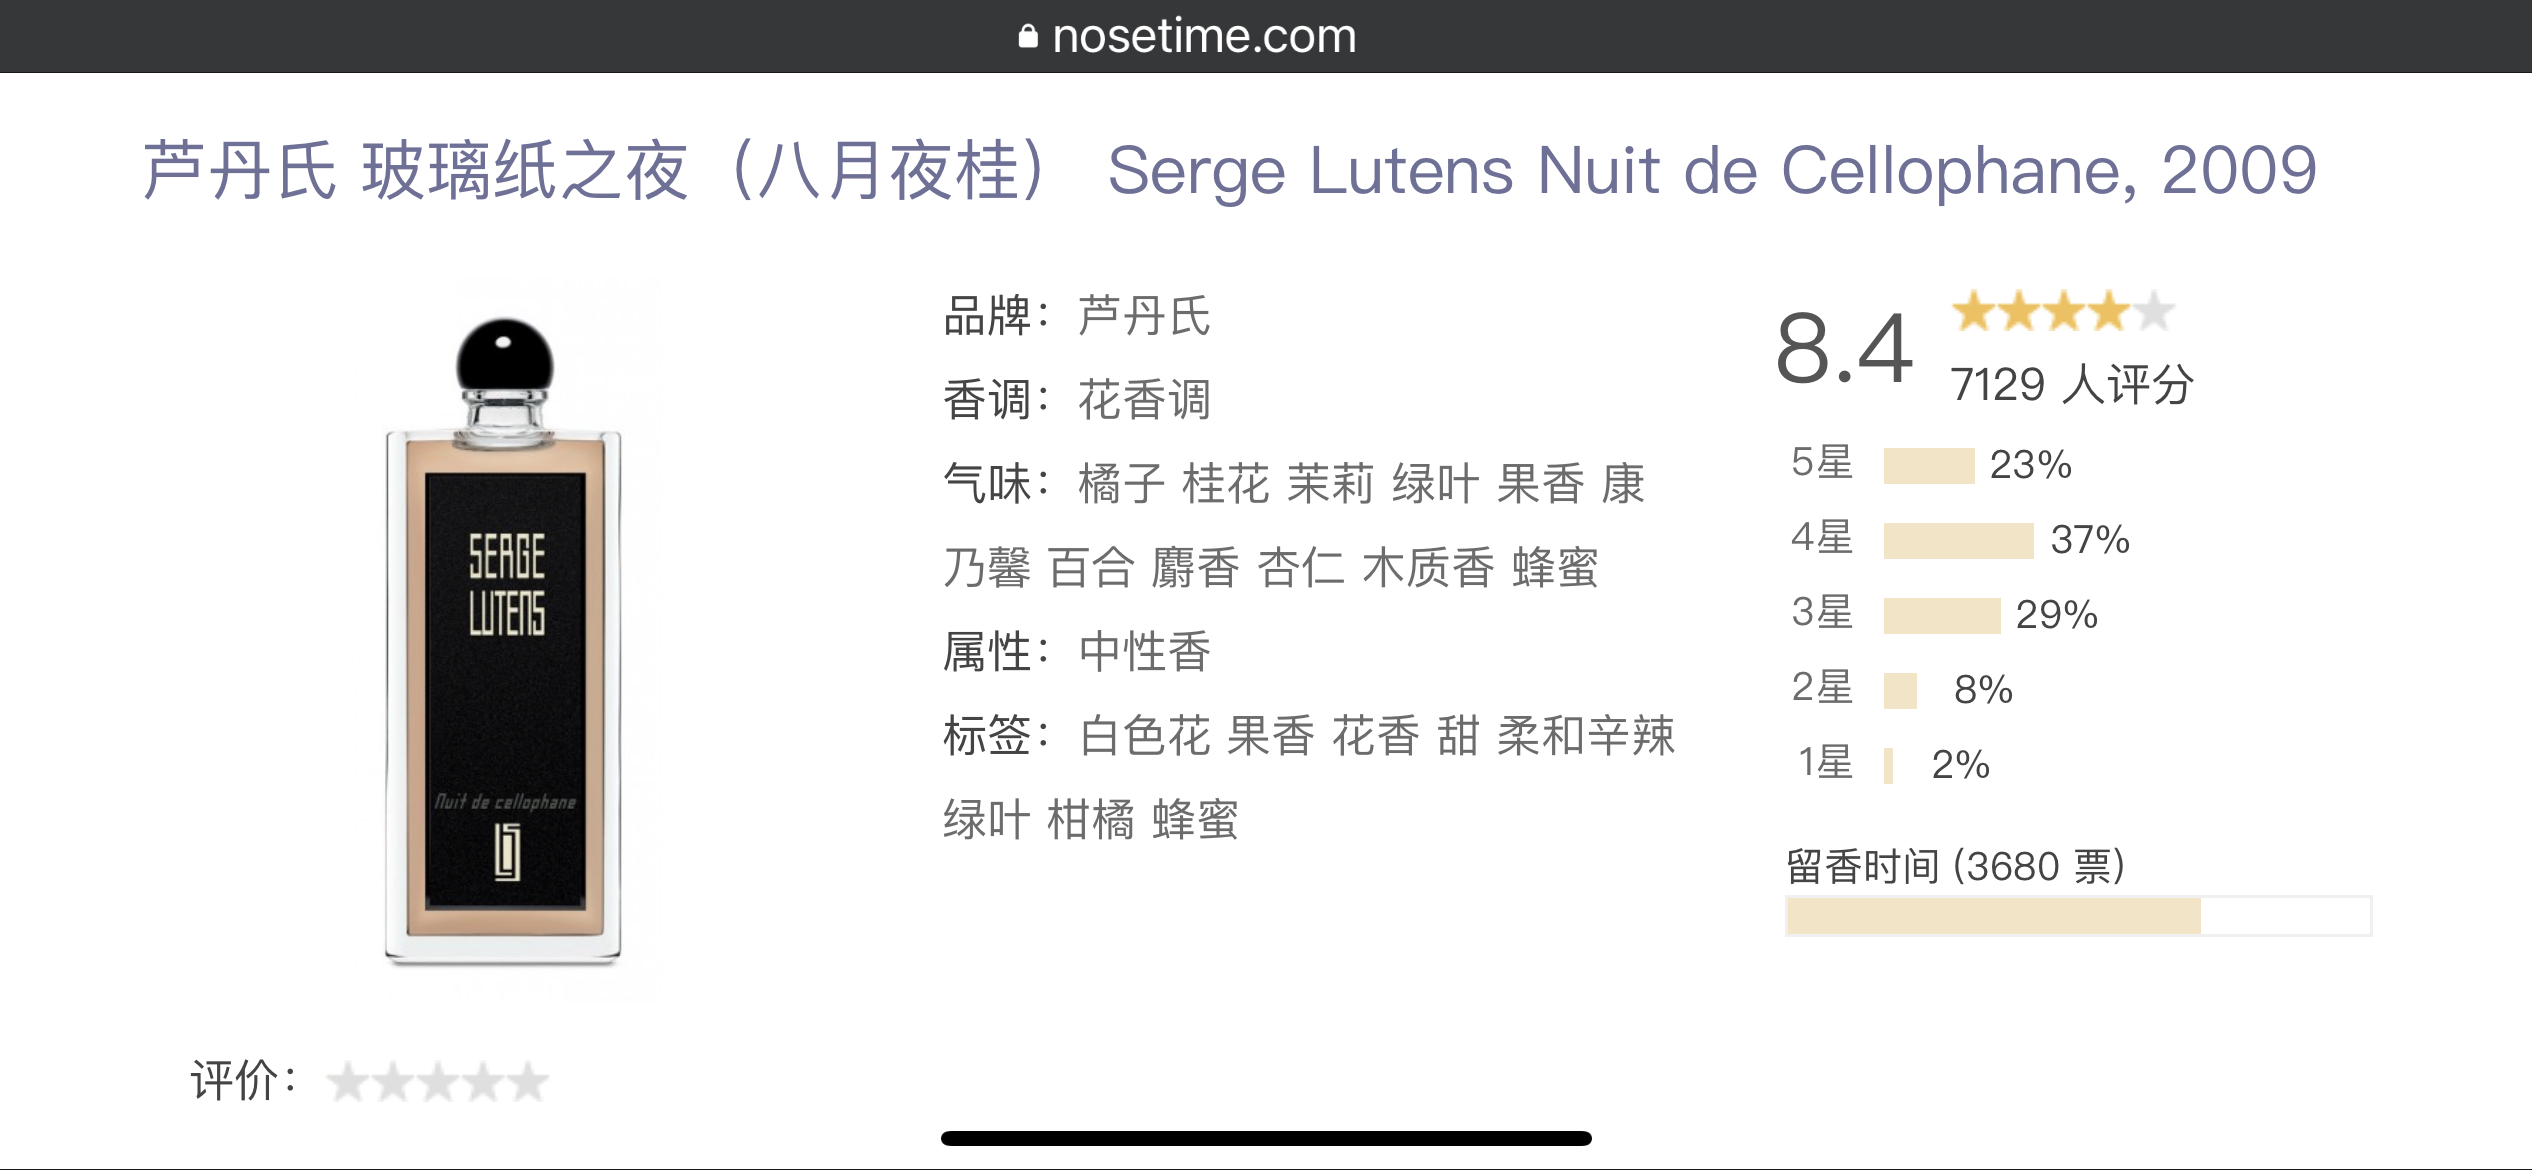 nosetime.com
芦丹氏 玻璃纸之夜（八月夜桂） Serge Lutens Nuit de Cellophane, 2009
SERGE
LUTENS
Nuit de cellophane
品牌：芦丹氏
香调：花香调
气味：橘子 桂花 茉莉 绿叶 果香 康
乃馨 百合 麝香 杏仁 木质香 蜂蜜
属性：中性香
标签：白色花 果香 花香 甜 柔和辛辣
绿叶 柑橘 蜂蜜
8.4
7129 人评分
5星 23%
4星 37%
3星 29%
2星 8%
1星 2%
留香时间 (3680 票)
评价：